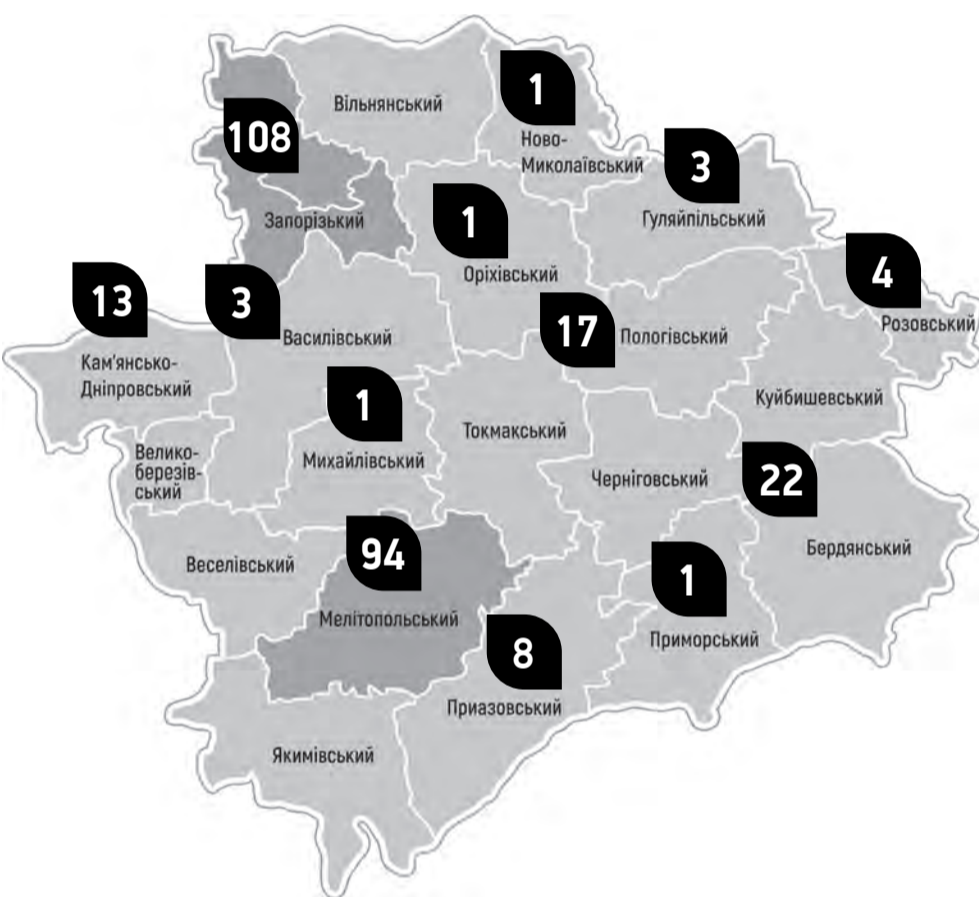 Вільнянський
1
Ново-
Миколаївський
108
Запорізький
3
Гуляйпільський
1
Оріхівський
4
Розовський
13
Кам'янсько-
Дніпровський
3
Василівський
17
Пологівський
Куйбишевський
1
Михайлівський
Токмакський
Велико-
березів-
ський
Черніговський
22
Бердянський
Веселівський
94
Мелітопольський
1
Приморський
8
Приазовський
Якимівський